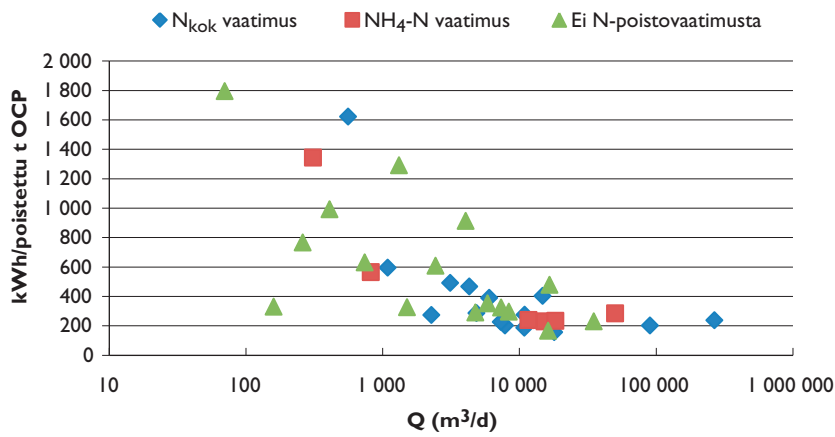 N_kok vaatimus NH4-N vaatimus Ei N-poistovaatimusta
kWh/poistettu t OCP
2 000
1 800
1 600
1 400
1 200
1 000
800
600
400
200
0
10 100 1 000 10 000 100 000 1 000 000
Q (m³/d)